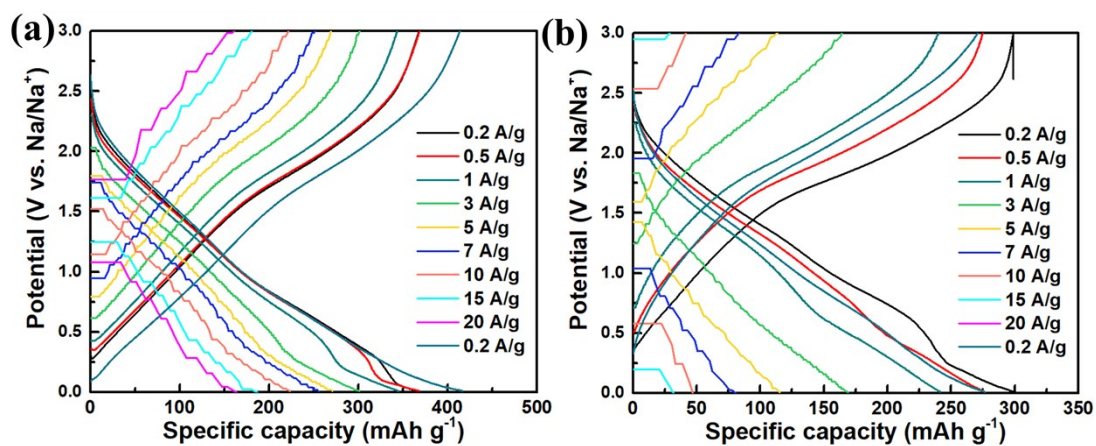 (a)
Potential (V vs. Na/Na⁺)
3.0
2.5
2.0
1.5
1.0
0.5
0.0
0.2 A/g
0.5 A/g
1 A/g
3 A/g
5 A/g
7 A/g
10 A/g
15 A/g
20 A/g
0.2 A/g
0 100 200 300 400 500
Specific capacity (mAh g⁻¹)
(b)
Potential (V vs. Na/Na⁺)
3.0
2.5
2.0
1.5
1.0
0.5
0.0
0.2 A/g
0.5 A/g
1 A/g
3 A/g
5 A/g
7 A/g
10 A/g
15 A/g
20 A/g
0.2 A/g
0 50 100 150 200 250 300 350
Specific capacity (mAh g⁻¹)